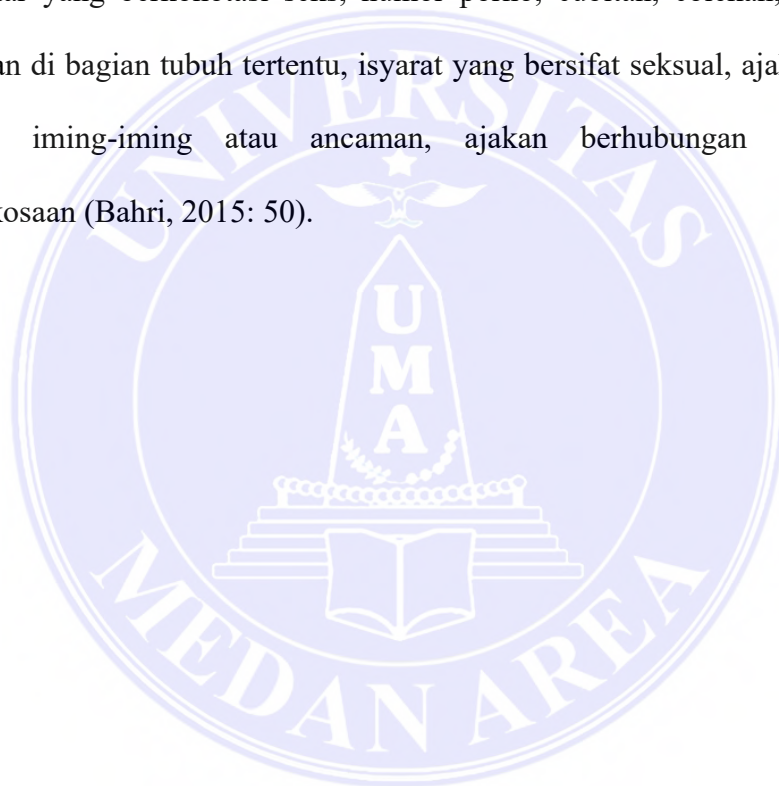 an di bagian tubuh tertentu, isyarat yang bersifat seksual, aja
iming-iming atau ancaman, ajakan berhubungan
kosaan (Bahri, 2015: 50).
UNIVERSITAS
UMA
MEDAN AREA